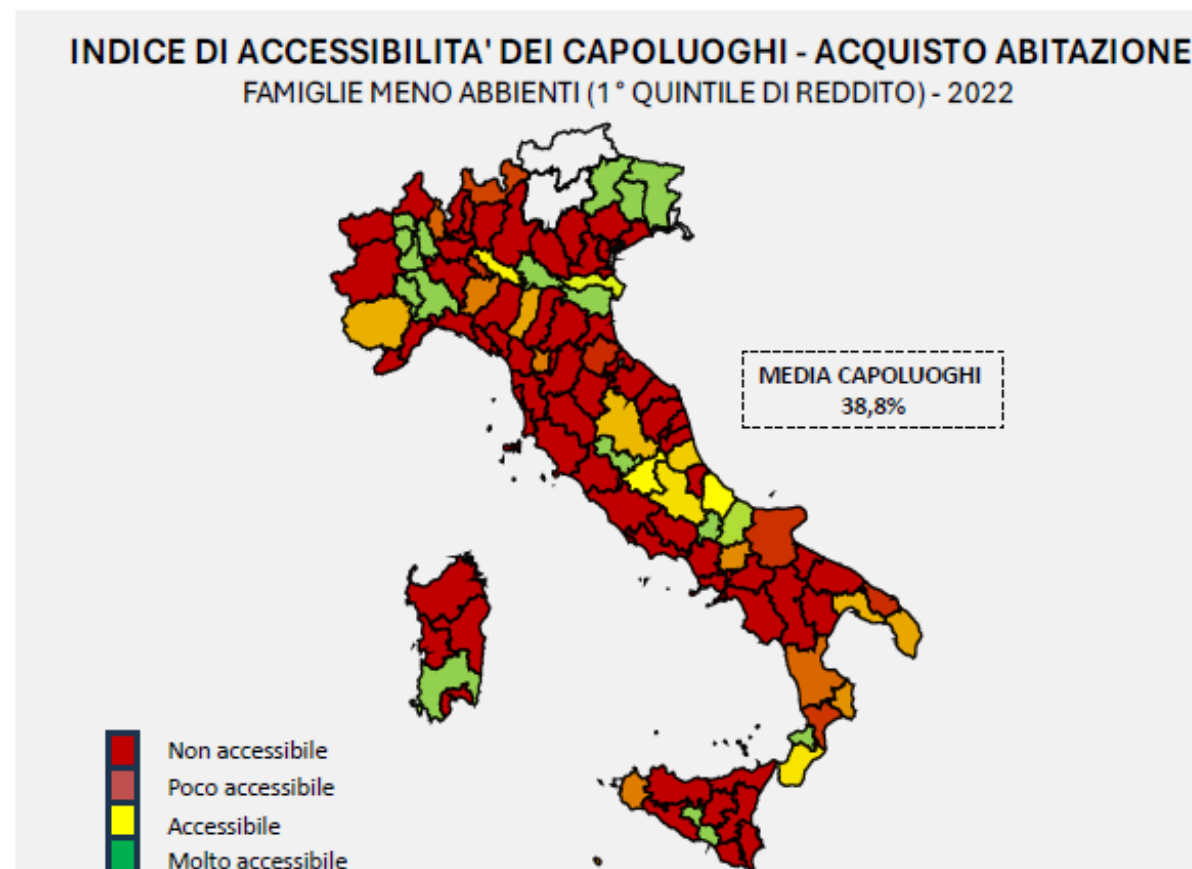 INDICE DI ACCESSIBILITA' DEI CAPOLUOGHI - ACQUISTO ABITAZIONE
FAMIGLIE MENO ABBIENTI (1° QUINTILE DI REDDITO) - 2022
MEDIA CAPOLUOGHI
38,8%
Non accessibile
Poco accessibile
Accessibile
Molto accessibile